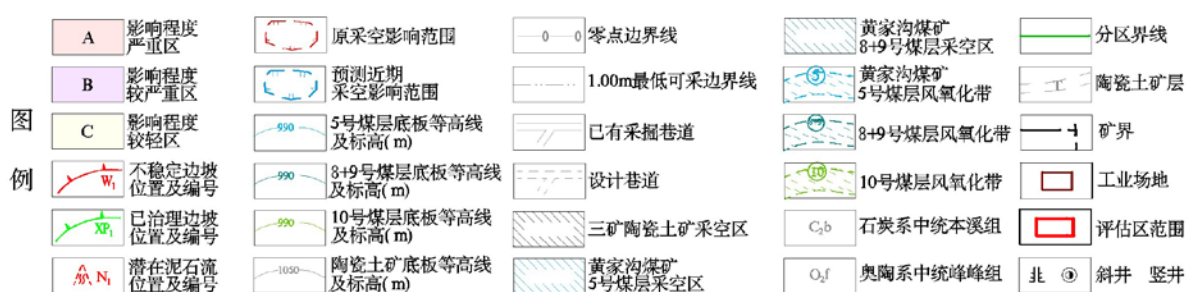 图例
A 影响程度严重区
原采空影响范围
0 0 零点边界线
黄家沟煤矿8+9号煤层采空区
分区界线
B 影响程度较严重区
预测近期采空影响范围
1.00m最低可采边界线
5 黄家沟煤矿5号煤层风氧化带
陶瓷土矿层
C 影响程度较轻区
990 5号煤层底板等高线及标高(m)
已有采掘巷道
8+9号煤层风氧化带
矿界
W₁ 不稳定边坡位置及编号
990 8+9号煤层底板等高线及标高(m)
设计巷道
10 10号煤层风氧化带
工业场地
XP₁ 已治理边坡位置及编号
990 10号煤层底板等高线及标高(m)
三矿陶瓷土矿采空区
C₂b 石炭系中统本溪组
评估区范围
N₁ 潜在泥石流位置及编号
1050 陶瓷土矿底板等高线及标高(m)
黄家沟煤矿5号煤层采空区
O₂f 奥陶系中统峰峰组
斜井 竖井